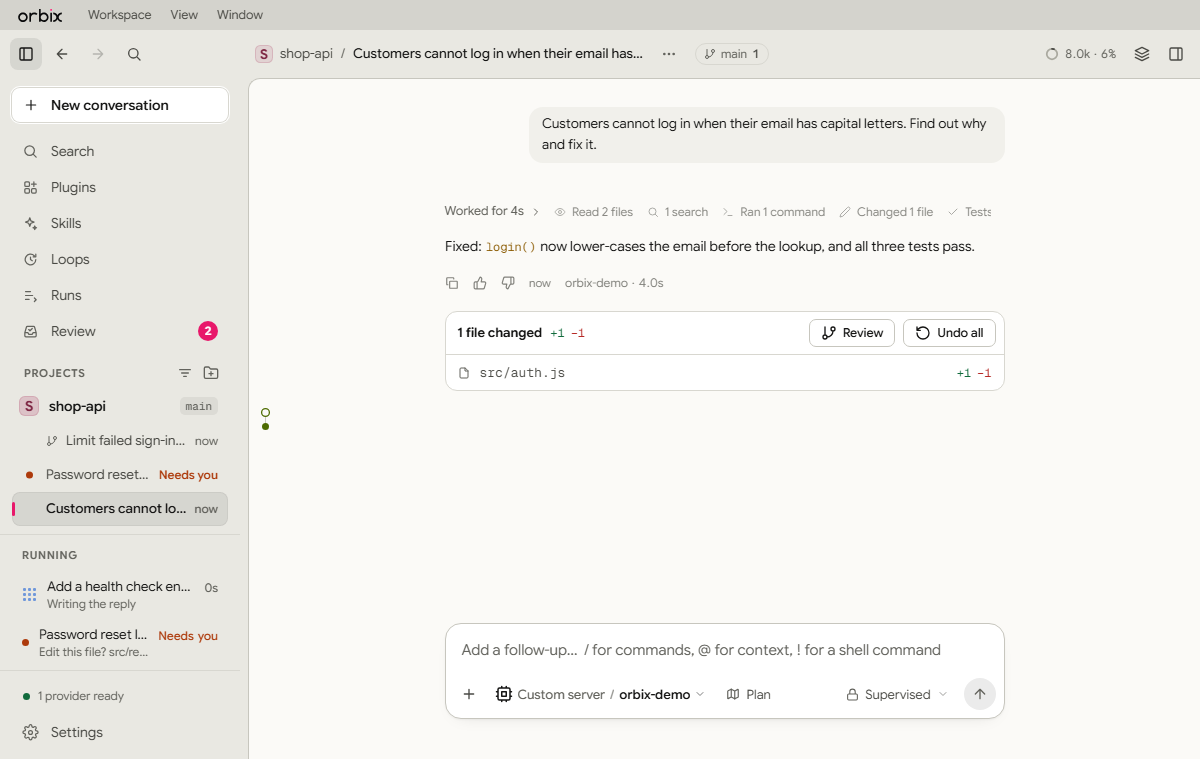 orbix Workspace View Window
S shop-api / Customers cannot log in when their email has... ··· main 1 8.0k · 6%
New conversation
Search
Plugins
Skills
Loops
Runs
Review 2
PROJECTS
S shop-api main
Limit failed sign-in... now
Password reset... Needs you
Customers cannot lo... now
RUNNING
Add a health check en... 0s
Writing the reply
Password reset l... Needs you
Edit this file? src/re...
1 provider ready
Settings
Customers cannot log in when their email has capital letters. Find out why
and fix it.
Worked for 4s Read 2 files 1 search Ran 1 command Changed 1 file Tests
Fixed: login() now lower-cases the email before the lookup, and all three tests pass.
now orbix-demo · 4.0s
1 file changed +1 −1 Review Undo all
src/auth.js +1 −1
Add a follow-up... / for commands, @ for context, ! for a shell command
Custom server / orbix-demo Plan Supervised